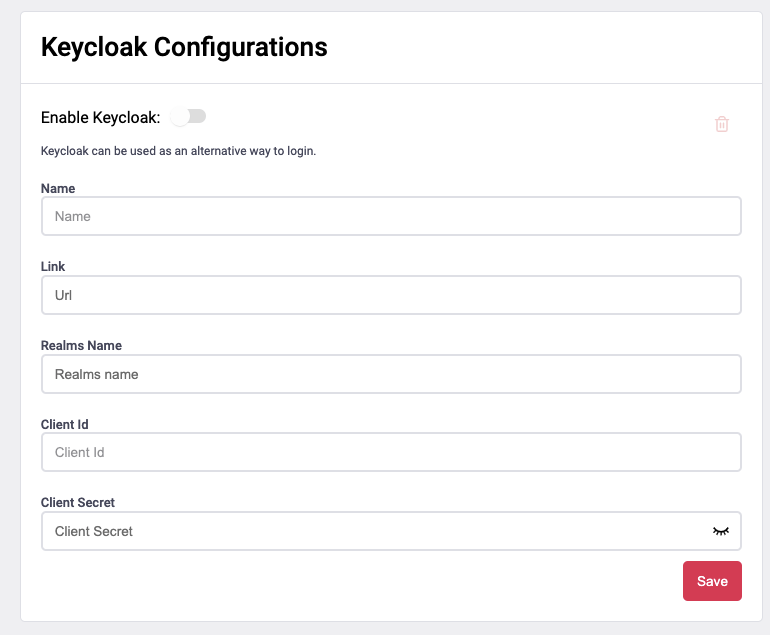 Keycloak Configurations
Enable Keycloak:
Keycloak can be used as an alternative way to login.
Name
Name
Link
Url
Realms Name
Realms name
Client Id
Client Id
Client Secret
Client Secret
Save